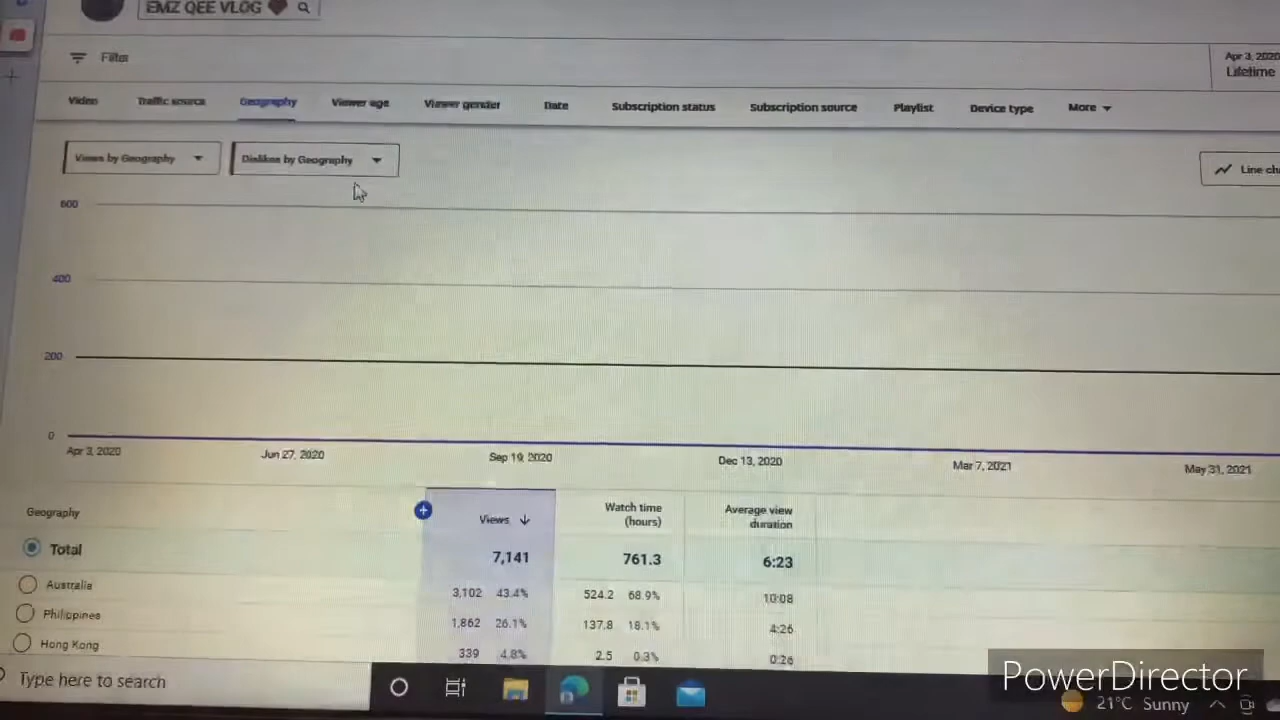 EMZ QEE VLOG
Filter
Apr 3, 2020
Lifetime
Video Traffic source Geography Viewer age Viewer gender Date Subscription status Subscription source Playlist Device type More
Views by Geography Dislikes by Geography
Line
600
400
200
0
Apr 3, 2020 Jun 27, 2020 Sep 19, 2020 Dec 13, 2020 Mar 7, 2021 May 31, 2021
Geography Views Watch time (hours) Average view duration
Total 7,141 761.3 6:23
Australia 3,102 43.4% 524.2 68.9% 10:08
Philippines 1,862 26.1% 137.8 18.1% 4:26
Hong Kong 339 4.8% 2.5 0.3% 0:26
Type here to search
PowerDirector
21°C Sunny